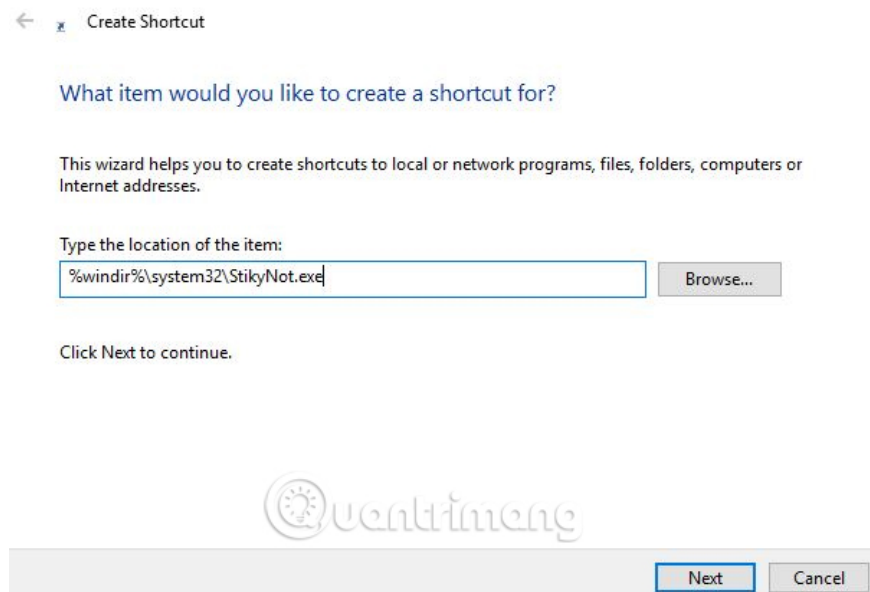 Create Shortcut
What item would you like to create a shortcut for?
This wizard helps you to create shortcuts to local or network programs, files, folders, computers or
Internet addresses.
Type the location of the item:
%windir%\system32\StikyNot.exe
Browse...
Click Next to continue.
Quantrimang
Next
Cancel